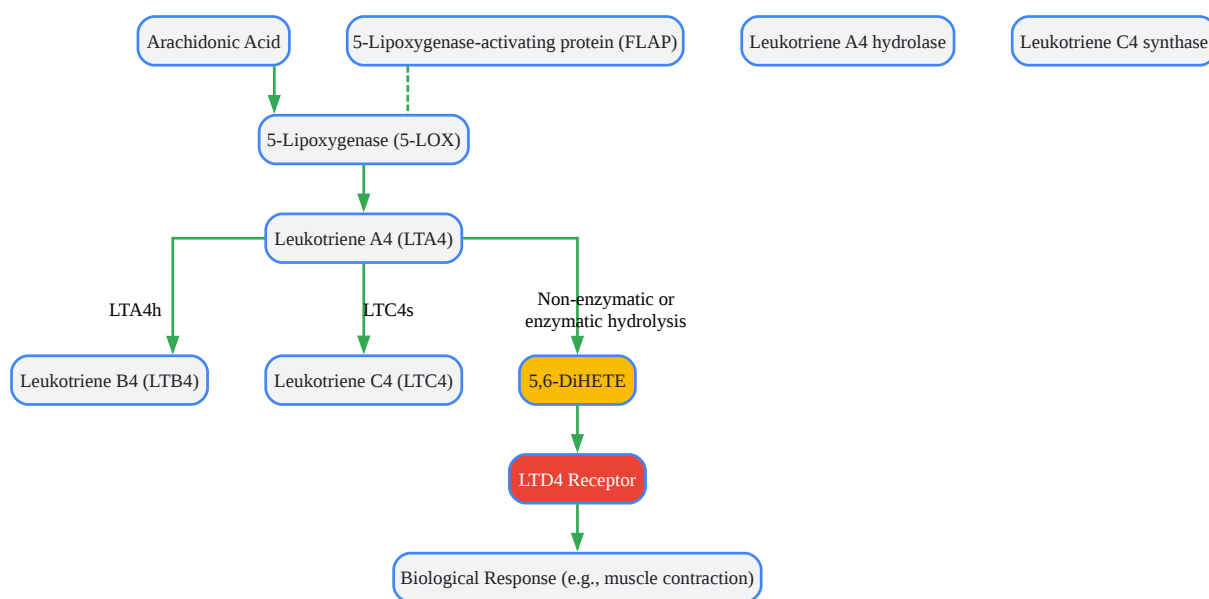 Arachidonic Acid
5-Lipoxygenase-activating protein (FLAP)
Leukotriene A4 hydrolase
Leukotriene C4 synthase
5-Lipoxygenase (5-LOX)
Leukotriene A4 (LTA4)
LTA4h
LTC4s
Non-enzymatic or
enzymatic hydrolysis
Leukotriene B4 (LTB4)
Leukotriene C4 (LTC4)
5,6-DiHETE
LTD4 Receptor
Biological Response (e.g., muscle contraction)